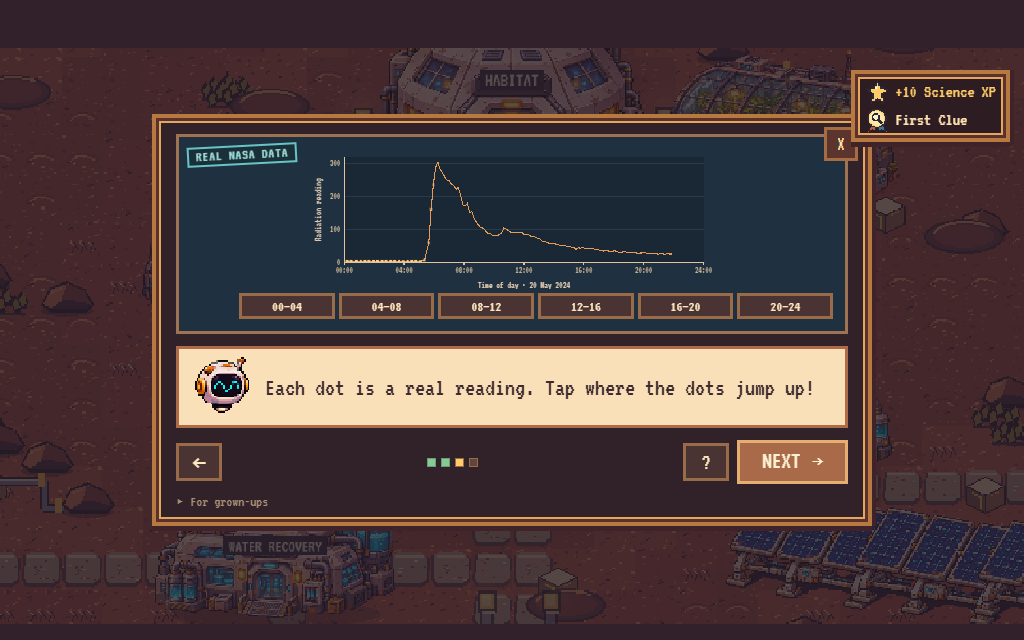 HABITAT
+10 Science XP
First Clue
X
REAL NASA DATA
Radiation reading
300
200
100
0
00:00 04:00 08:00 12:00 16:00 20:00 24:00
Time of day · 20 May 2024
00–04 04–08 08–12 12–16 16–20 20–24
Each dot is a real reading. Tap where the dots jump up!
← ? NEXT →
► For grown-ups
WATER RECOVERY